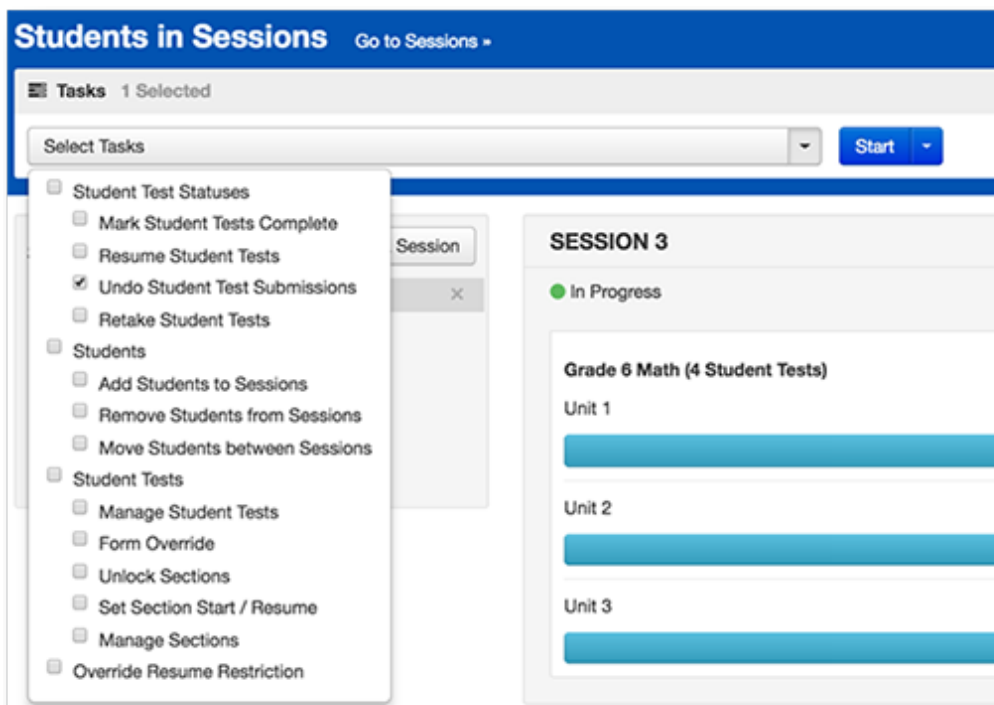 Students in Sessions Go to Sessions »
Tasks 1 Selected
Select Tasks
Start
Student Test Statuses
Mark Student Tests Complete
Resume Student Tests
Undo Student Test Submissions
Retake Student Tests
Students
Add Students to Sessions
Remove Students from Sessions
Move Students between Sessions
Student Tests
Manage Student Tests
Form Override
Unlock Sections
Set Section Start / Resume
Manage Sections
Override Resume Restriction
Session
SESSION 3
In Progress
Grade 6 Math (4 Student Tests)
Unit 1
Unit 2
Unit 3